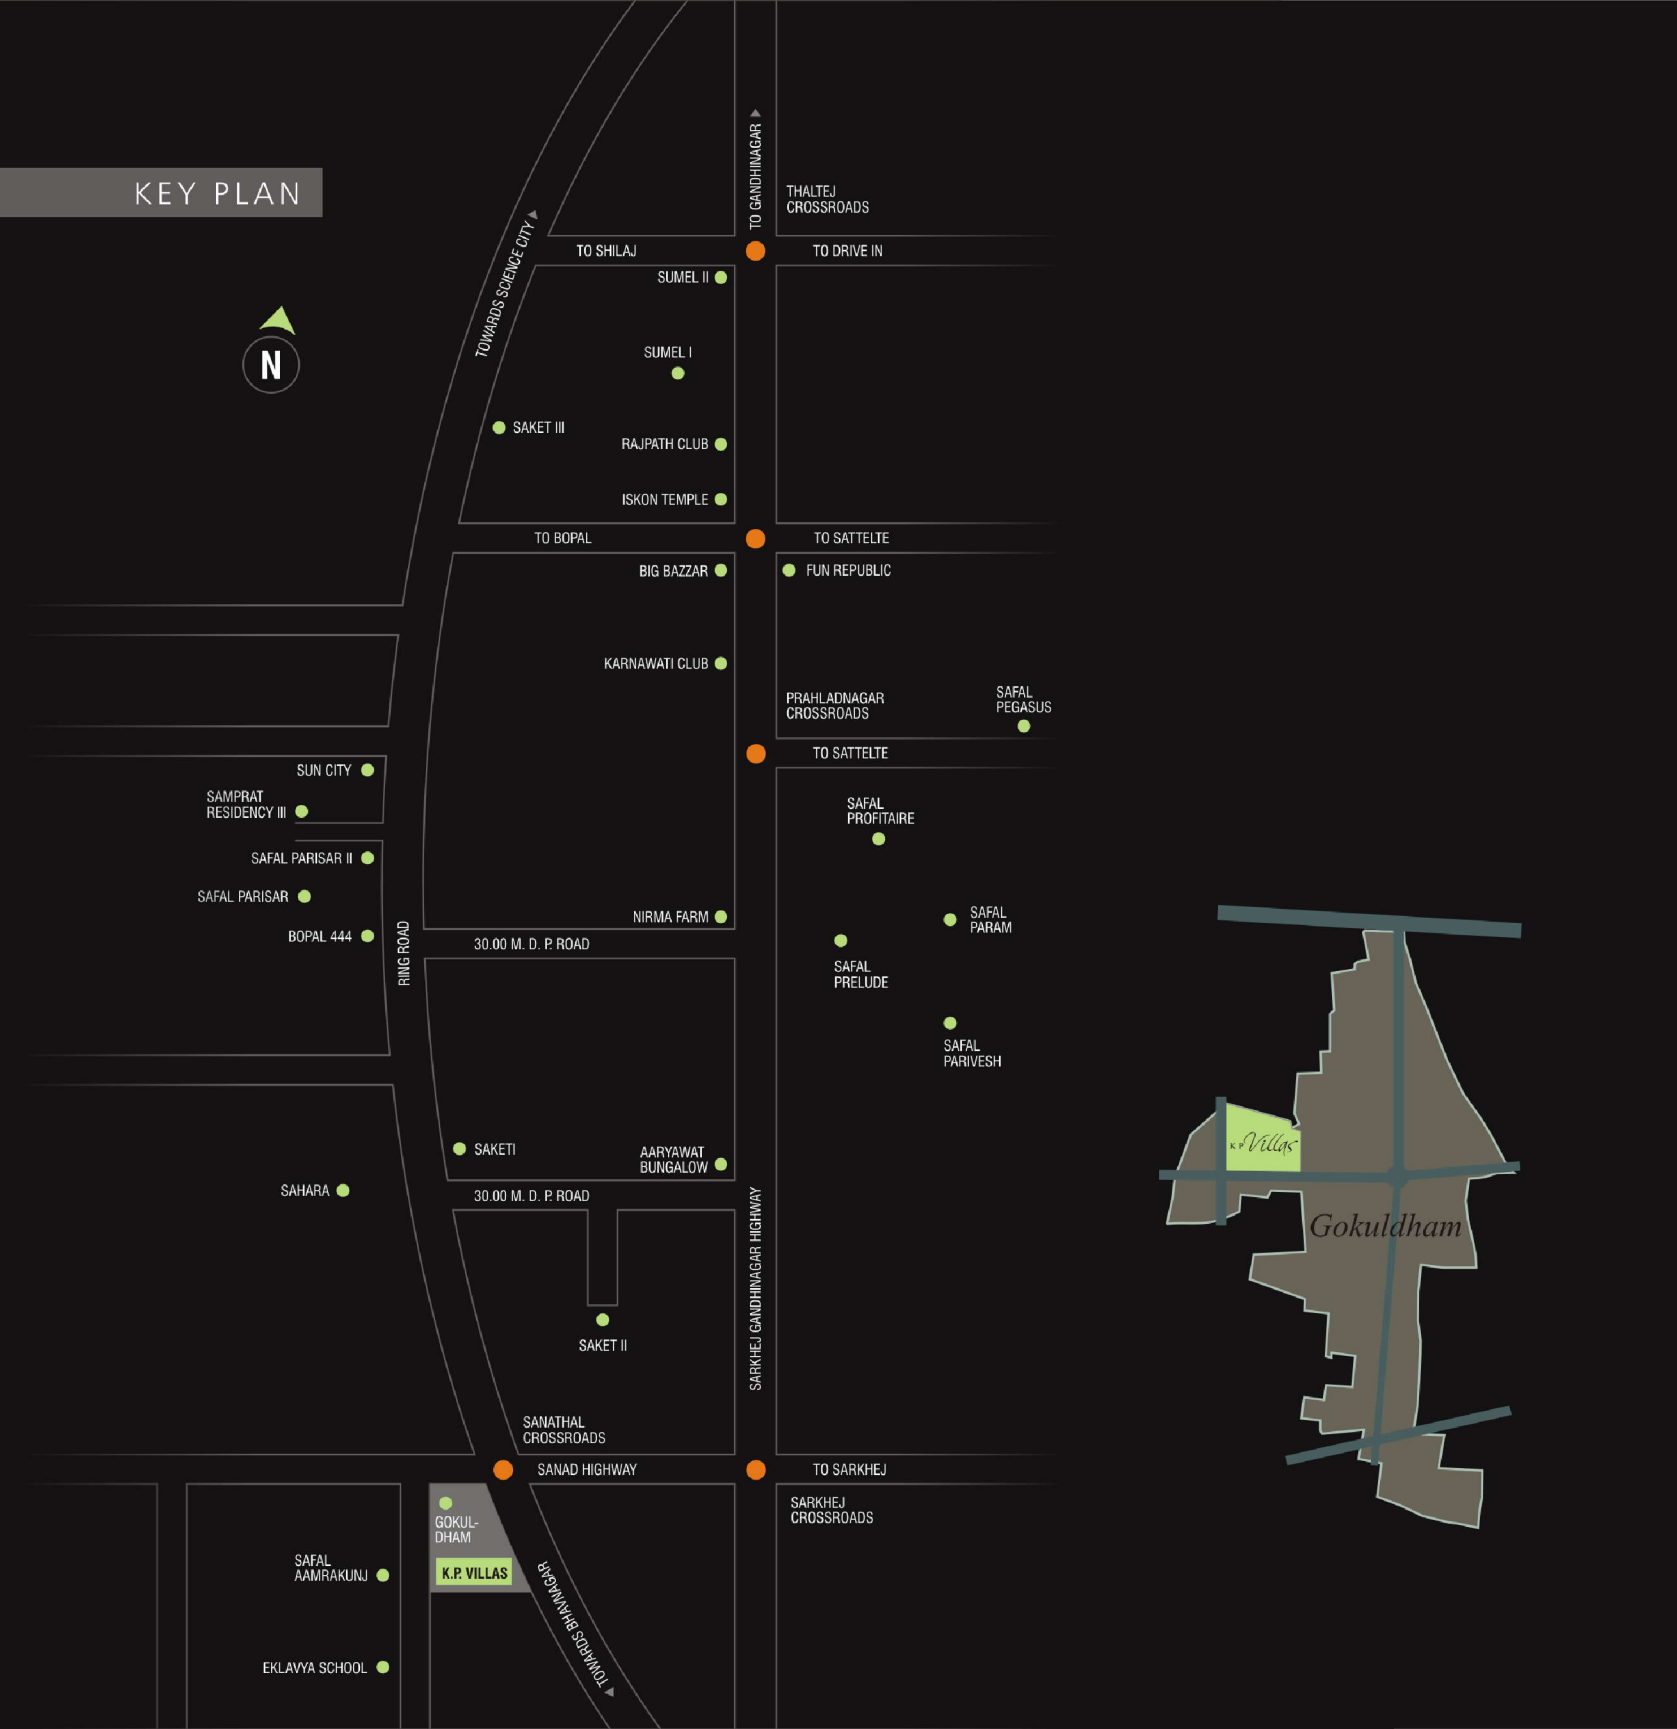 TO GANDHINAGAR
KEY PLAN
THALTEJ
CROSSROADS
TOWARDS SCIENCE CITY
TO SHILAJ
TO DRIVE IN
SUMEL II
N
SUMEL I
SAKET III
RAJPATH CLUB
ISKON TEMPLE
TO BOPAL
TO SATTELTE
BIG BAZZAR
FUN REPUBLIC
KARNAWATI CLUB
PRAHLADNAGAR
CROSSROADS
SAFAL
PEGASUS
TO SATTELTE
SUN CITY
SAMPRAT
RESIDENCY III
SAFAL
PROFITAIRE
SAFAL PARISAR II
SAFAL PARISAR
BOPAL 444
RING ROAD
NIRMA FARM
SAFAL
PARAM
30.00 M. D. P. ROAD
SAFAL
PRELUDE
SAFAL
PARIVESH
SAKETI
AARYAWAT
BUNGALOW
K P Villas
SAHARA
30.00 M. D. P. ROAD
Gokuldham
SARKHEJ GANDHINAGAR HIGHWAY
SAKET II
SANATHAL
CROSSROADS
SANAD HIGHWAY
TO SARKHEJ
SARKHEJ
CROSSROADS
GOKUL-
DHAM
SAFAL
AAMRAKUNJ
K.P. VILLAS
TOWARDS BHAVNAGAR
EKLAVYA SCHOOL